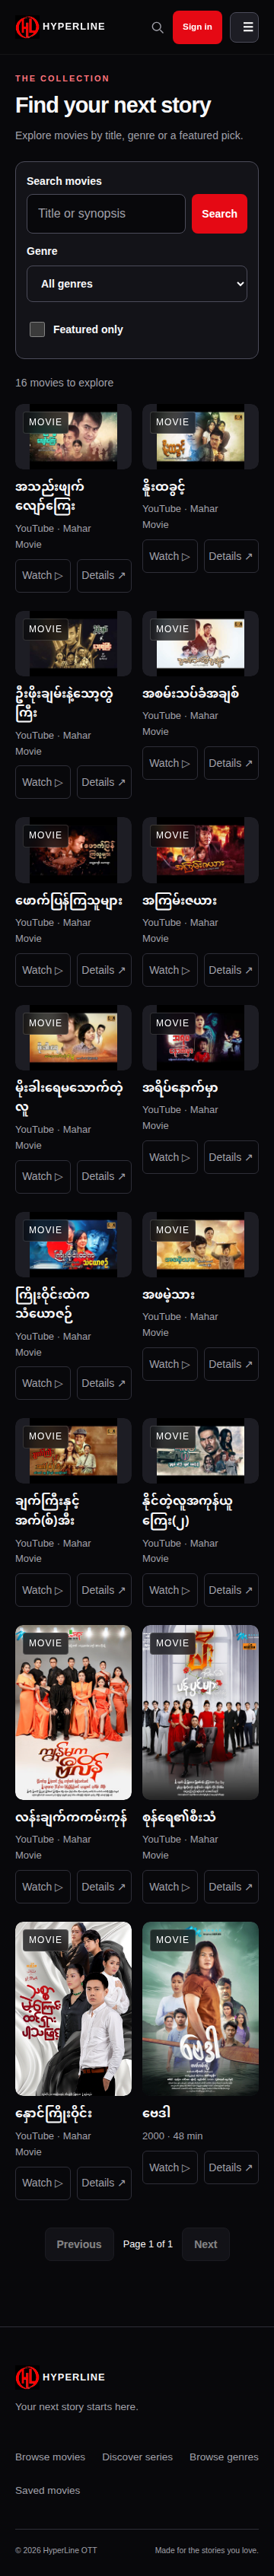 HYPERLINE
Sign in
THE COLLECTION
Find your next story
Explore movies by title, genre or a featured pick.
Search movies
Title or synopsis
Search
Genre
All genres
Featured only
16 movies to explore
MOVIE
အသည်းဖျက်
လျော်ကြေး
YouTube · Mahar
Movie
Watch ▷ Details ↗
MOVIE
နူးထခွင့်
YouTube · Mahar
Movie
Watch ▷ Details ↗
MOVIE
ဦးဖိုးချမ်းနဲ့သော့တွဲ
ကြီး
YouTube · Mahar
Movie
Watch ▷ Details ↗
MOVIE
အစမ်းသပ်ခံအချစ်
YouTube · Mahar
Movie
Watch ▷ Details ↗
MOVIE
ဖောက်ပြန်ကြသူများ
YouTube · Mahar
Movie
Watch ▷ Details ↗
MOVIE
အကြမ်းဇယား
YouTube · Mahar
Movie
Watch ▷ Details ↗
MOVIE
မိုးခါးရေမသောက်တဲ့
လူ
YouTube · Mahar
Movie
Watch ▷ Details ↗
MOVIE
အရိပ်နောက်မှာ
YouTube · Mahar
Movie
Watch ▷ Details ↗
MOVIE
ကြိုးဝိုင်းထဲက
သံယောဇဉ်
YouTube · Mahar
Movie
Watch ▷ Details ↗
MOVIE
အဖမဲ့သား
YouTube · Mahar
Movie
Watch ▷ Details ↗
MOVIE
ချက်ကြီးနှင့်
အက်(စ်)အီး
YouTube · Mahar
Movie
Watch ▷ Details ↗
MOVIE
နိုင်တဲ့လူအကုန်ယူ
ကြေး(၂)
YouTube · Mahar
Movie
Watch ▷ Details ↗
MOVIE
လန်းချက်ကကမ်းကုန်
YouTube · Mahar
Movie
Watch ▷ Details ↗
MOVIE
စုန်ရေ၏စီးသံ
YouTube · Mahar
Movie
Watch ▷ Details ↗
MOVIE
နှောင်ကြိုးဝိုင်း
YouTube · Mahar
Movie
Watch ▷ Details ↗
MOVIE
ဗေဒါ
ဗေဒါ
2000 · 48 min
Watch ▷ Details ↗
Previous Page 1 of 1 Next
HYPERLINE
Your next story starts here.
Browse movies Discover series Browse genres
Saved movies
© 2026 HyperLine OTT Made for the stories you love.